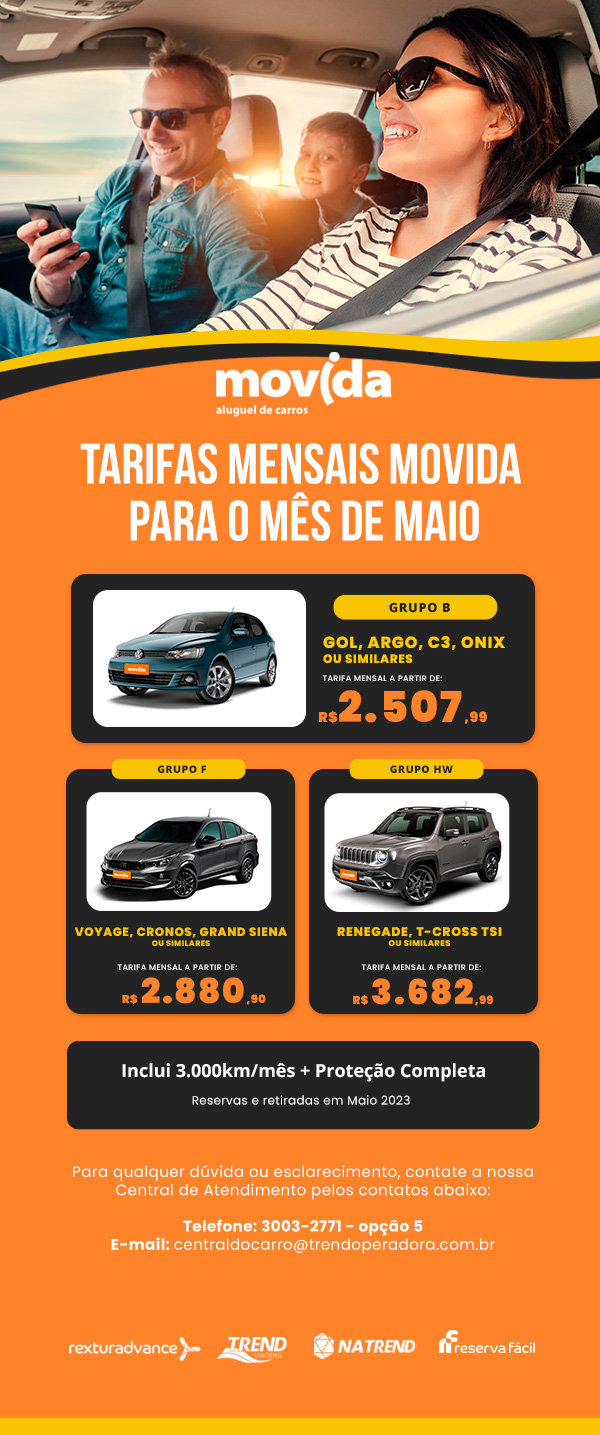 movida
aluguel de carros
TARIFAS MENSAIS MOVIDA
PARA O MÊS DE MAIO
GRUPO B
movida
GOL, ARGO, C3, ONIX
OU SIMILARES
TARIFA MENSAL A PARTIR DE:
R$2.507,99
GRUPO F
movida
VOYAGE, CRONOS, GRAND SIENA
OU SIMILARES
TARIFA MENSAL A PARTIR DE:
R$2.880,90
GRUPO HW
movida
RENEGADE, T-CROSS TSI
OU SIMILARES
TARIFA MENSAL A PARTIR DE:
R$3.682,99
Inclui 3.000km/mês + Proteção Completa
Reservas e retiradas em Maio 2023
Para qualquer dúvida ou esclarecimento, contate a nossa
Central de Atendimento pelos contatos abaixo:
Telefone: 3003-2771 - opção 5
E-mail: centraldocarro@trendoperadora.com.br
rexturadvance
TREND
VIAGENS
NATREND
reserva fácil